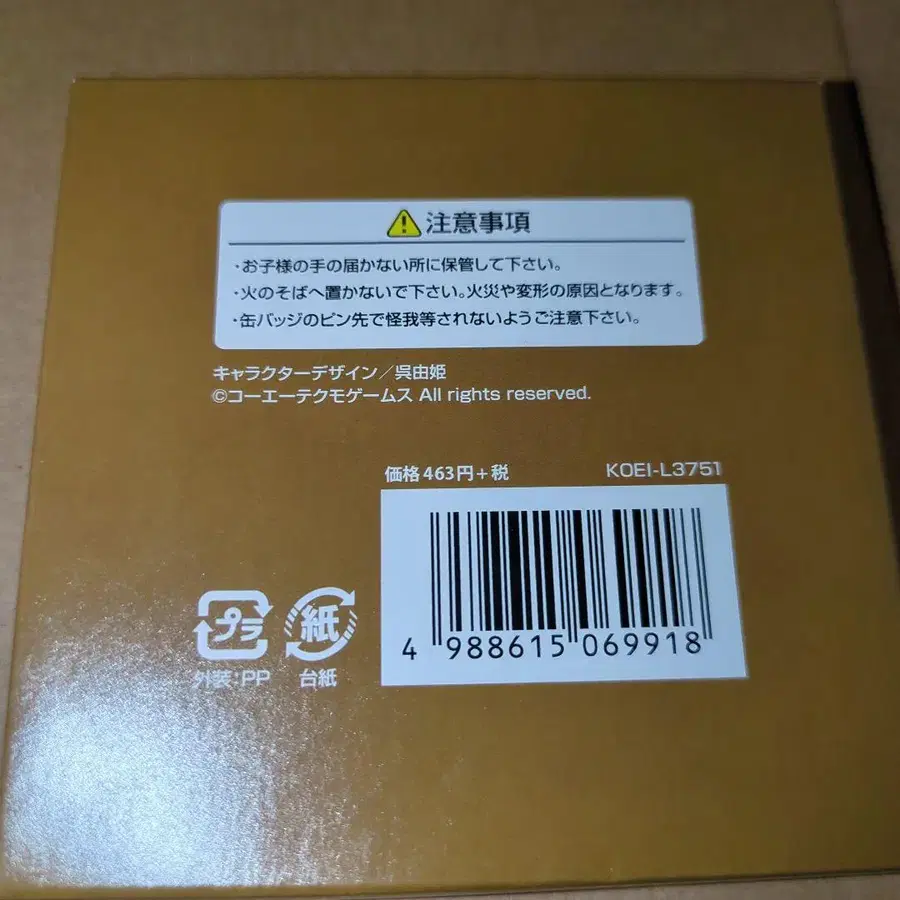 注意事項
・お子様の手の届かない所に保管して下さい。
・火のそばへ置かないで下さい。火災や変形の原因となります。
・缶バッジのピン先で怪我等されないようご注意下さい。
キャラクターデザイン／呉由姫
©コーエーテクモゲームス All rights reserved.
価格 463円+税 KOEI-L3751
4 988615 069918
プラ 紙
外装:PP 台紙